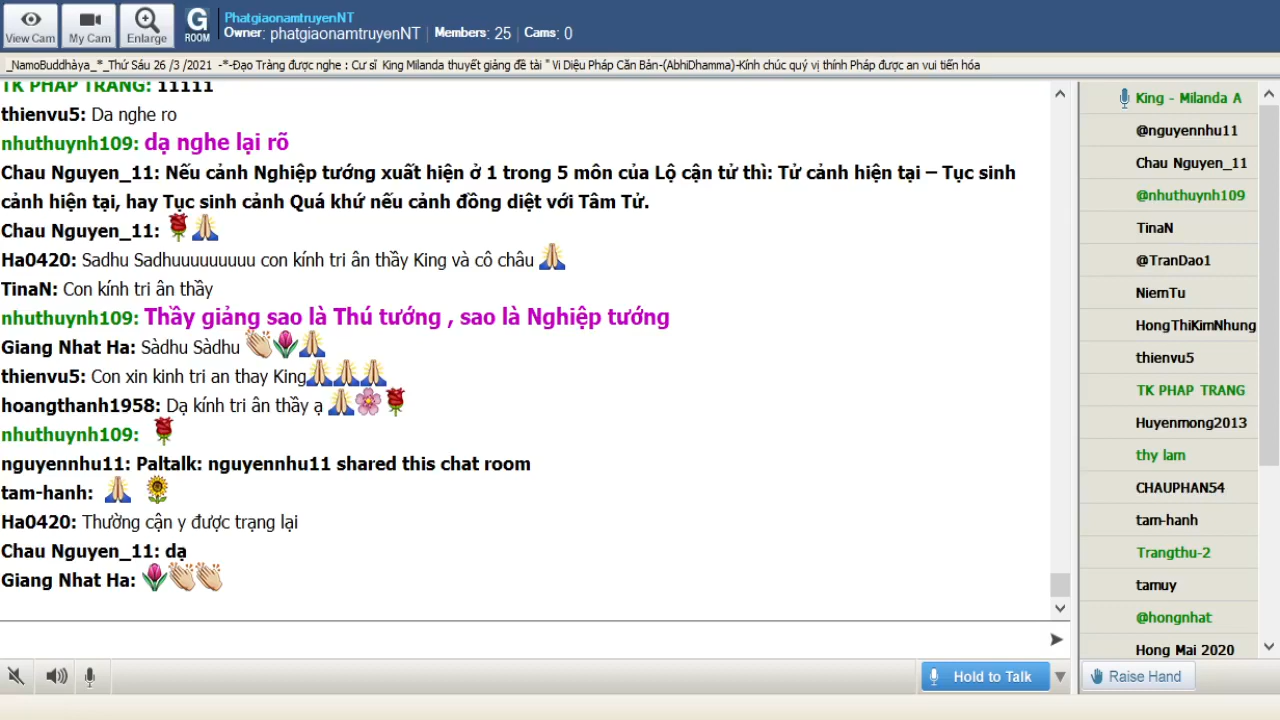 View Cam
My Cam
Enlarge
G
ROOM
PhatgiaonamtruyenNT
Owner: phatgiaonamtruyenNT | Members: 25 | Cams: 0
_NamoBuddhàya_*_Thứ Sáu 26 /3 /2021 -*-Đạo Tràng được nghe : Cư sĩ King Milanda thuyết giảng đề tài " Vi Diệu Pháp Căn Bản-(AbhiDhamma)-Kính chúc quý vị thính Pháp được an vui tiến hóa
TK PHAP TRANG: 11111
thienvu5: Da nghe ro
nhuthuynh109: dạ nghe lại rõ
Chau Nguyen_11: Nếu cảnh Nghiệp tướng xuất hiện ở 1 trong 5 môn của Lộ cận tử thì: Tử cảnh hiện tại – Tục sinh
cảnh hiện tại, hay Tục sinh cảnh Quá khứ nếu cảnh đồng diệt với Tâm Tử.
Chau Nguyen_11:
Ha0420: Sadhu Sadhuuuuuuuuu con kính tri ân thầy King và cô châu
TinaN: Con kính tri ân thầy
nhuthuynh109: Thầy giảng sao là Thú tướng , sao là Nghiệp tướng
Giang Nhat Ha: Sàdhu Sàdhu
thienvu5: Con xin kinh tri an thay King
hoangthanh1958: Dạ kính tri ân thầy ạ
nhuthuynh109:
nguyennhu11: Paltalk: nguyennhu11 shared this chat room
tam-hanh:
Ha0420: Thường cận y được trạng lại
Chau Nguyen_11: dạ
Giang Nhat Ha:
King - Milanda A
@nguyennhu11
Chau Nguyen_11
@nhuthuynh109
TinaN
@TranDao1
NiemTu
HongThiKimNhung
thienvu5
TK PHAP TRANG
Huyenmong2013
thy lam
CHAUPHAN54
tam-hanh
Trangthu-2
tamuy
@hongnhat
Hong Mai 2020
Hold to Talk
Raise Hand